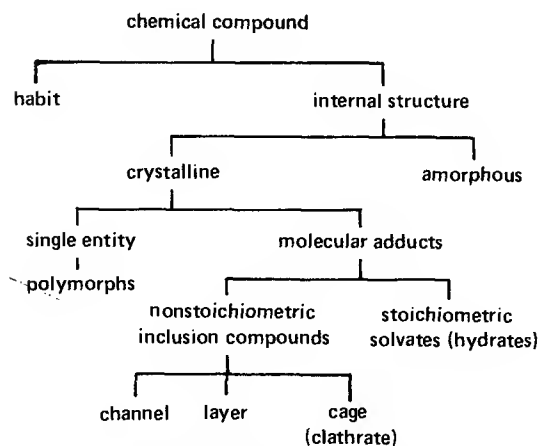 chemical compound
habit
internal structure
crystalline
amorphous
single entity
molecular adducts
polymorphs
nonstoichiometric
inclusion compounds
stoichiometric
solvates (hydrates)
channel
layer
cage
(clathrate)